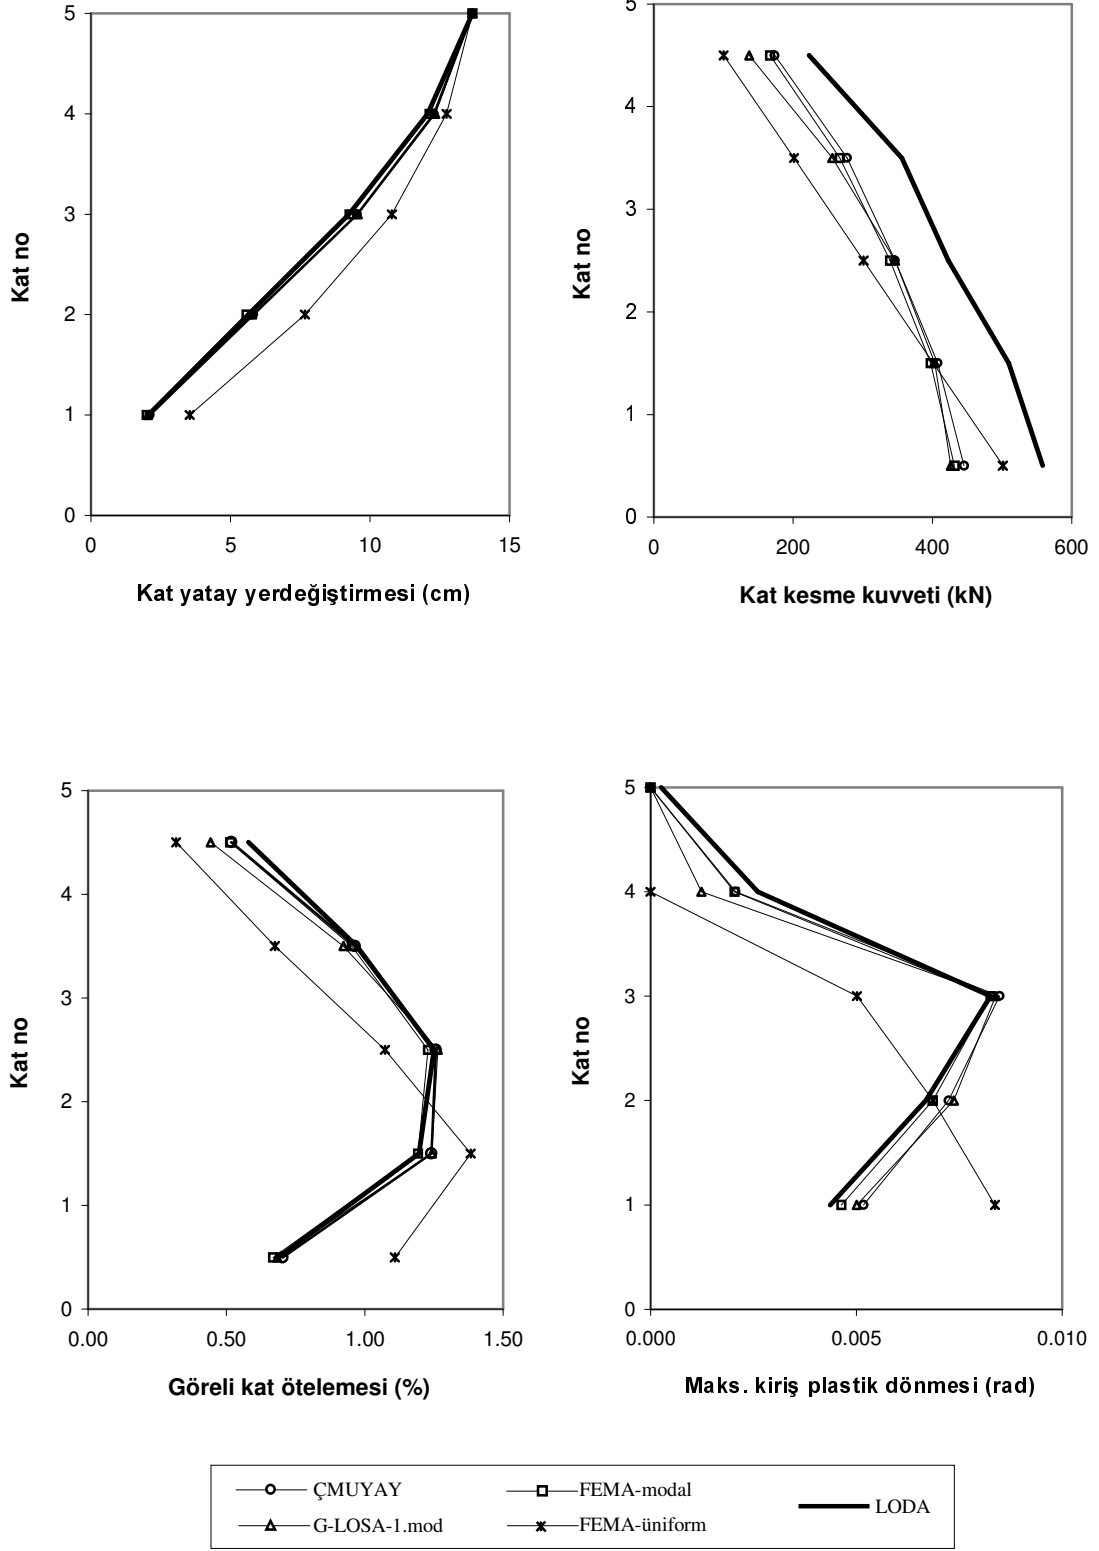 5
4
3
2
1
0
Kat no
0 5 10 15
Kat yatay yerdeğiştirmesi (cm)
5
4
3
2
1
0
Kat no
0 200 400 600
Kat kesme kuvveti (kN)
5
4
3
2
1
0
Kat no
0.00 0.50 1.00 1.50
Göreli kat ötelemesi (%)
5
4
3
2
1
0
Kat no
0.000 0.005 0.010
Maks. kiriş plastik dönmesi (rad)
ÇMUYAY FEMA-modal LODA
G-LOSA-1.mod FEMA-üniform